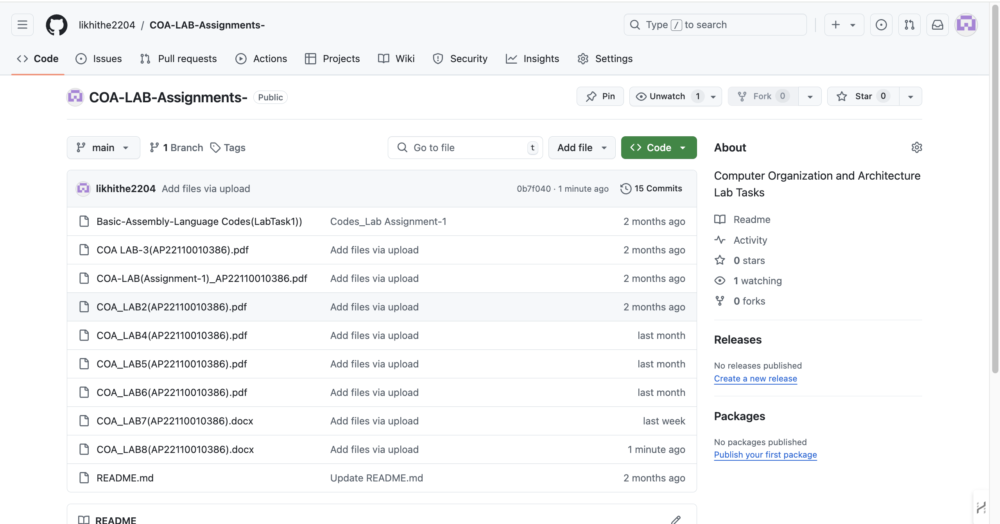 likhithe2204 / COA-LAB-Assignments-
Type / to search
Code Issues Pull requests Actions Projects Wiki Security Insights Settings
COA-LAB-Assignments- Public
Pin Unwatch 1 Fork 0 Star 0
main 1 Branch Tags Go to file t Add file Code
likhithe2204 Add files via upload 0b7f040 · 1 minute ago 15 Commits
Basic-Assembly-Language Codes(LabTask1)) Codes_Lab Assignment-1 2 months ago
COA LAB-3(AP22110010386).pdf Add files via upload 2 months ago
COA-LAB(Assignment-1)_AP22110010386.pdf Add files via upload 2 months ago
COA_LAB2(AP22110010386).pdf Add files via upload 2 months ago
COA_LAB4(AP22110010386).pdf Add files via upload last month
COA_LAB5(AP22110010386).pdf Add files via upload last month
COA_LAB6(AP22110010386).pdf Add files via upload last month
COA_LAB7(AP22110010386).docx Add files via upload last week
COA_LAB8(AP22110010386).docx Add files via upload 1 minute ago
README.md Update README.md 2 months ago
README
About
Computer Organization and Architecture
Lab Tasks
Readme
Activity
0 stars
1 watching
0 forks
Releases
No releases published
Create a new release
Packages
No packages published
Publish your first package